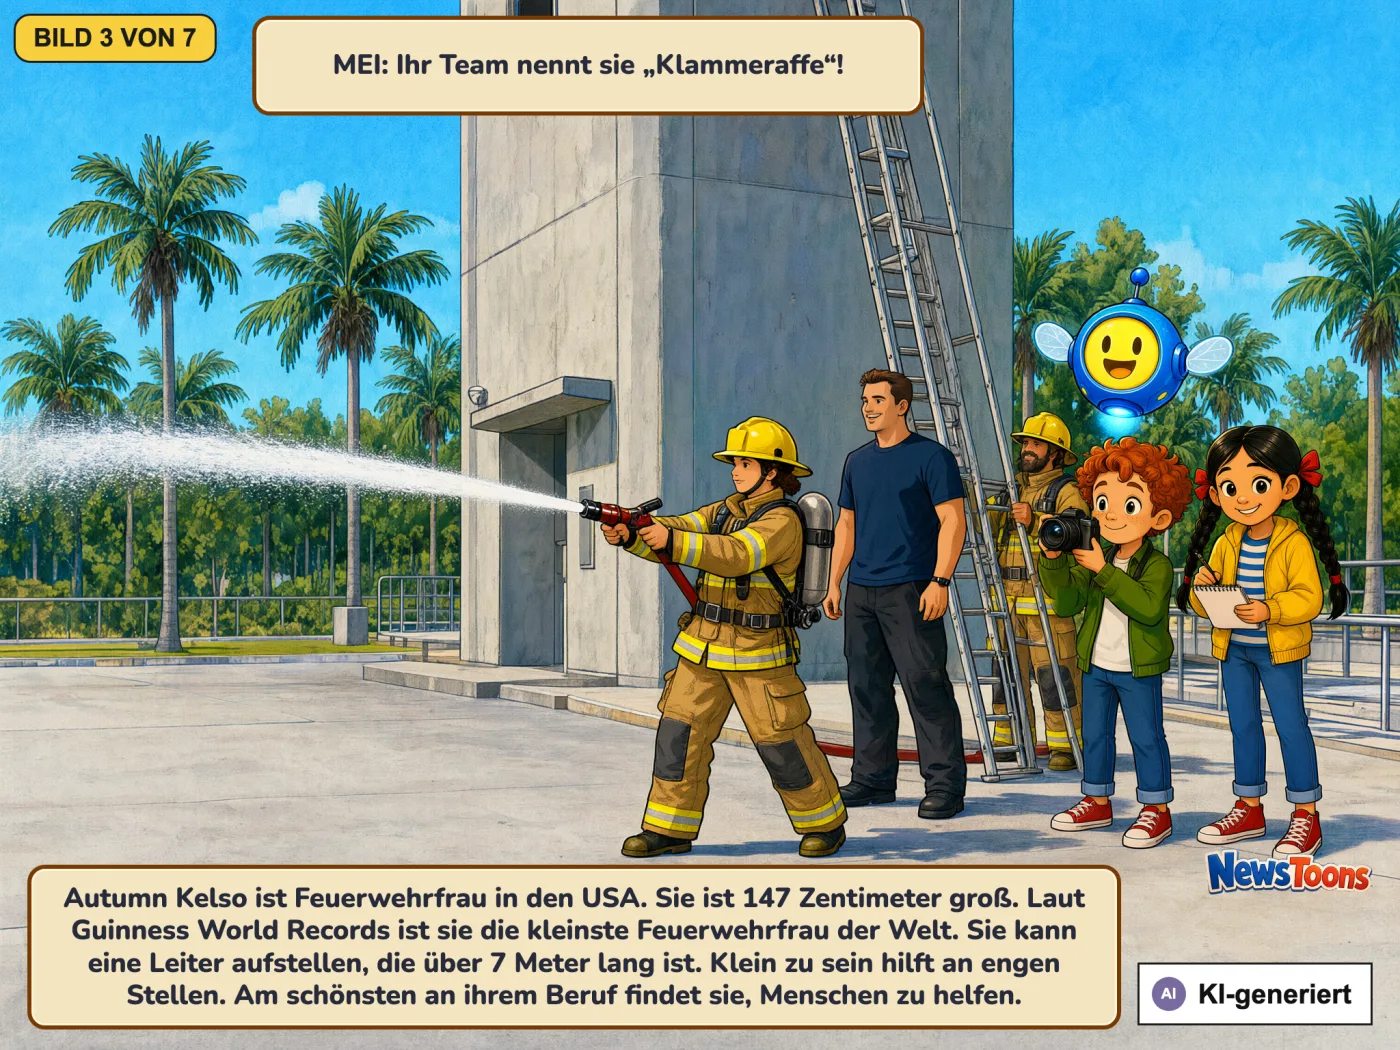 BILD 3 VON 7
MEI: Ihr Team nennt sie „Klammeraffe“!
Autumn Kelso ist Feuerwehrfrau in den USA. Sie ist 147 Zentimeter groß. Laut
Guinness World Records ist sie die kleinste Feuerwehrfrau der Welt. Sie kann
eine Leiter aufstellen, die über 7 Meter lang ist. Klein zu sein hilft an engen
Stellen. Am schönsten an ihrem Beruf findet sie, Menschen zu helfen.
NewsToons
AI KI-generiert